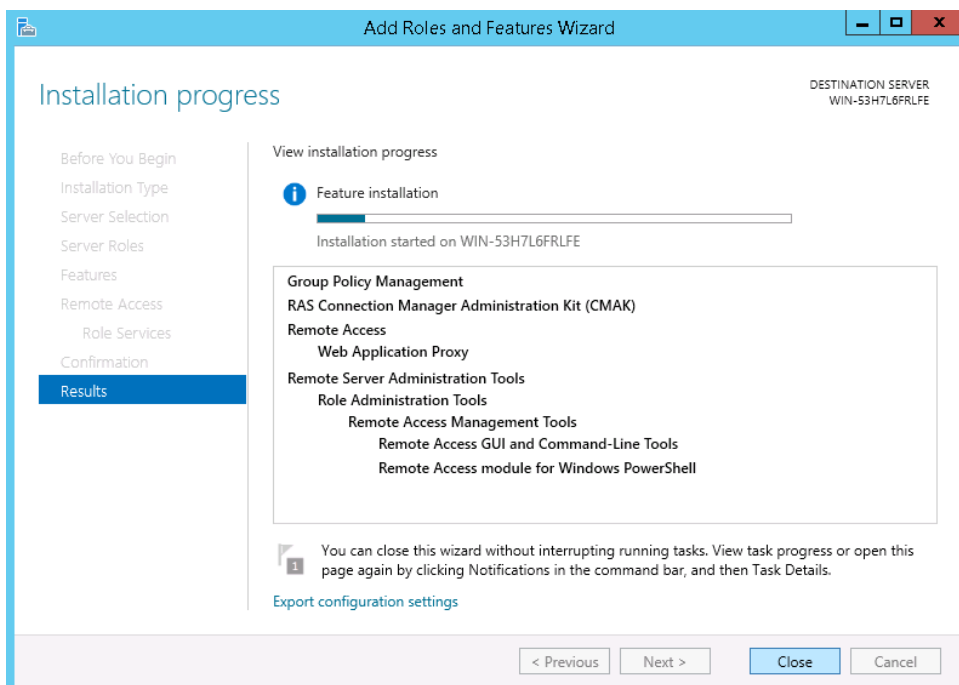 Add Roles and Features Wizard
Installation progress
DESTINATION SERVER
WIN-53H7L6FRLFE
Before You Begin
Installation Type
Server Selection
Server Roles
Features
Remote Access
Role Services
Confirmation
Results
View installation progress
Feature installation
Installation started on WIN-53H7L6FRLFE
Group Policy Management
RAS Connection Manager Administration Kit (CMAK)
Remote Access
Web Application Proxy
Remote Server Administration Tools
Role Administration Tools
Remote Access Management Tools
Remote Access GUI and Command-Line Tools
Remote Access module for Windows PowerShell
1
You can close this wizard without interrupting running tasks. View task progress or open this
page again by clicking Notifications in the command bar, and then Task Details.
Export configuration settings
< Previous
Next >
Close
Cancel